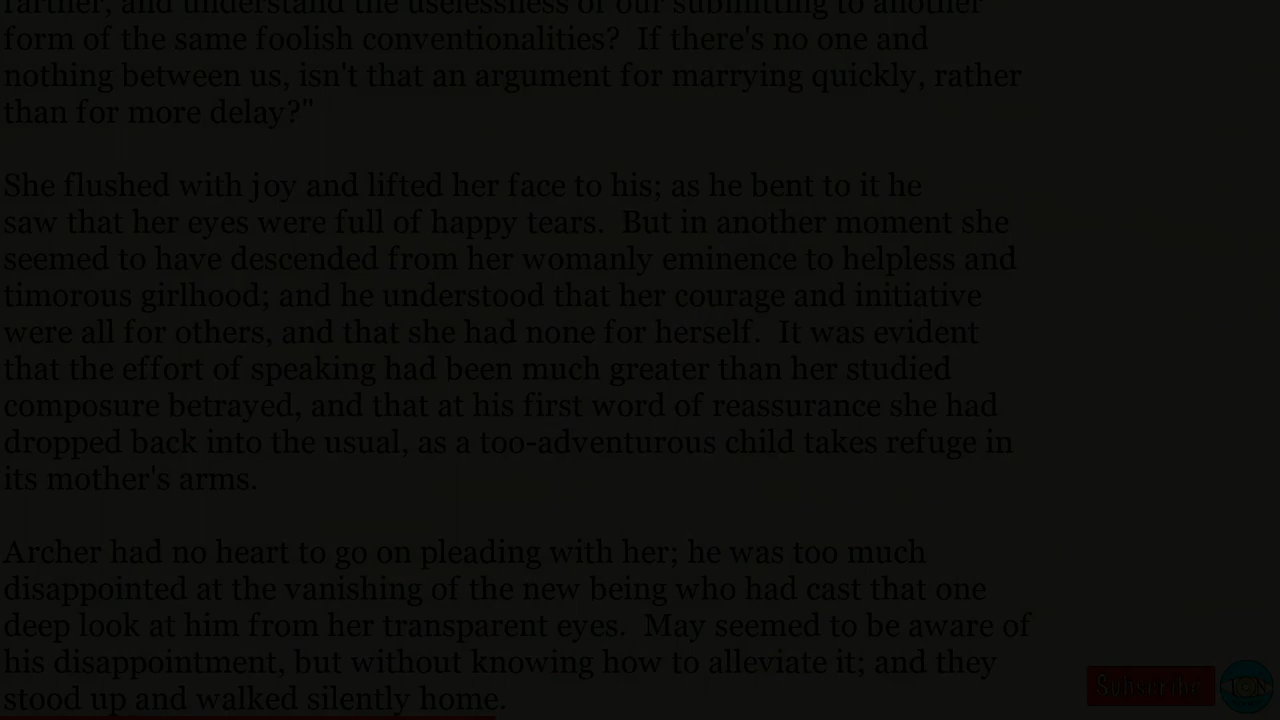 farther, and understand the uselessness of our submitting to another
form of the same foolish conventionalities?  If there's no one and
nothing between us, isn't that an argument for marrying quickly, rather
than for more delay?"
She flushed with joy and lifted her face to his; as he bent to it he
saw that her eyes were full of happy tears.  But in another moment she
seemed to have descended from her womanly eminence to helpless and
timorous girlhood; and he understood that her courage and initiative
were all for others, and that she had none for herself.  It was evident
that the effort of speaking had been much greater than her studied
composure betrayed, and that at his first word of reassurance she had
dropped back into the usual, as a too-adventurous child takes refuge in
its mother's arms.
Archer had no heart to go on pleading with her; he was too much
disappointed at the vanishing of the new being who had cast that one
deep look at him from her transparent eyes.  May seemed to be aware of
his disappointment, but without knowing how to alleviate it; and they
stood up and walked silently home.
Subscribe